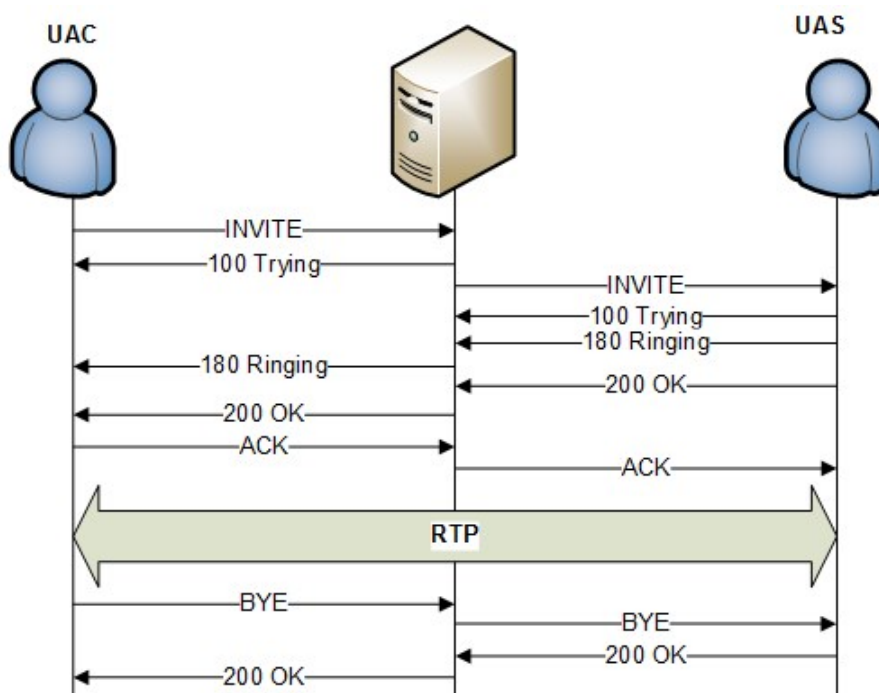 UAC
UAS
INVITE
100 Trying
INVITE
100 Trying
180 Ringing
180 Ringing
200 OK
200 OK
ACK
ACK
RTP
BYE
BYE
200 OK
200 OK